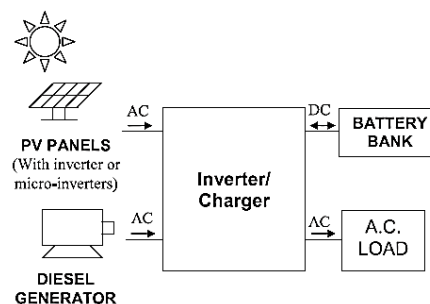 AC
DC
PV PANELS
(With inverter or
micro-inverters)
Inverter/
Charger
BATTERY
BANK
AC
AC
A.C.
LOAD
DIESEL
GENERATOR